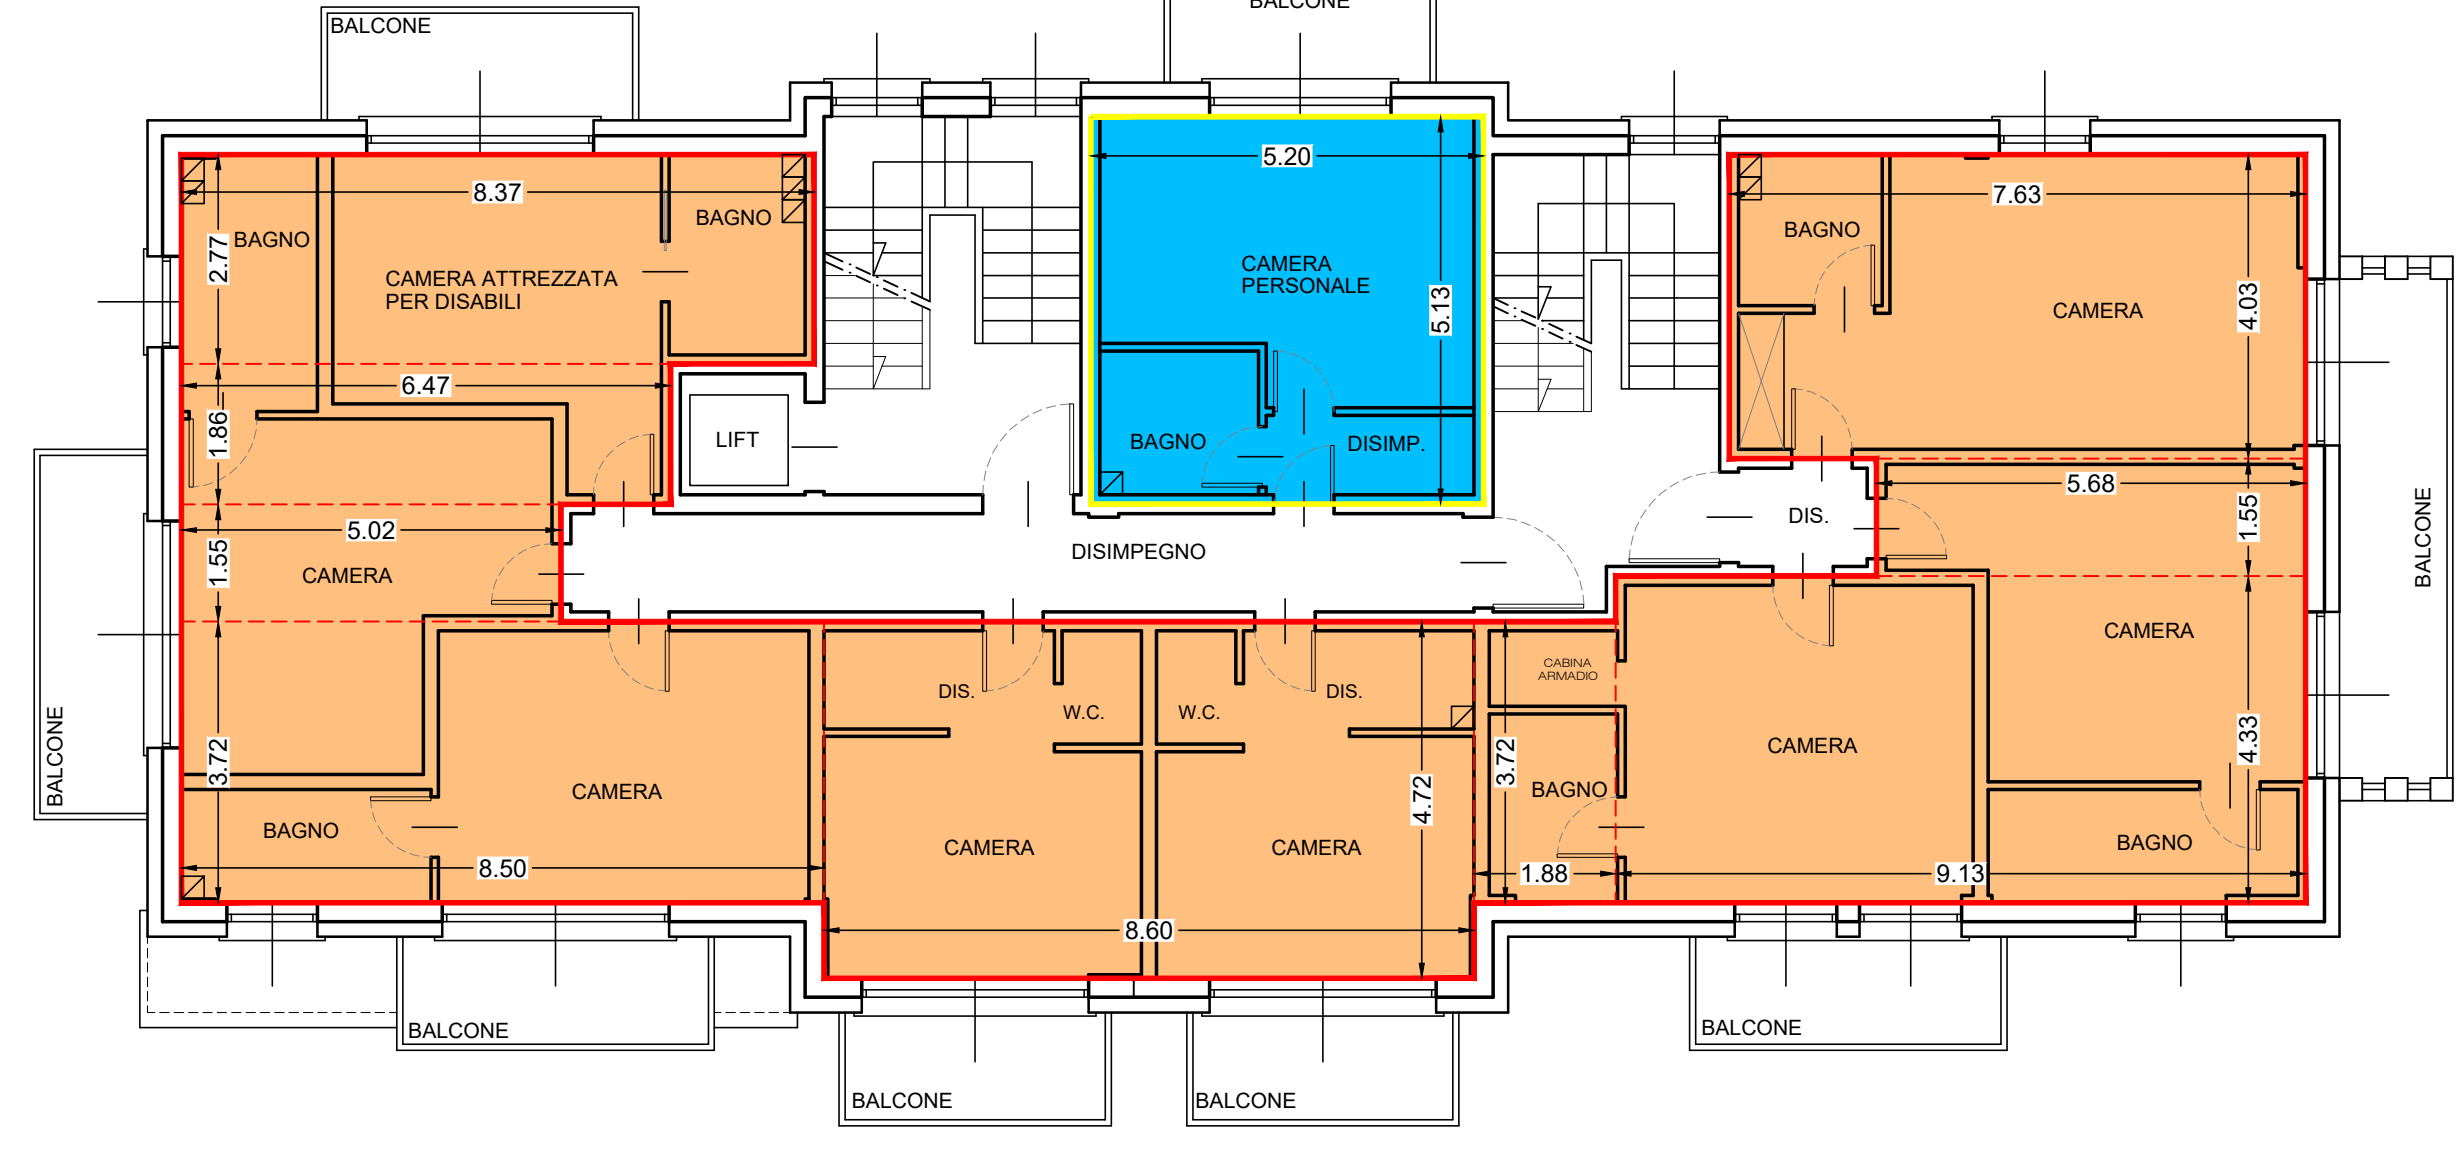 BALCONE
BALCONE
8.37
5.20
7.63
BAGNO
BAGNO
BAGNO
2.77
CAMERA ATTREZZATA
PER DISABILI
CAMERA
PERSONALE
5.13
CAMERA
4.03
6.47
1.86
LIFT
BAGNO
DISIMP.
5.68
5.02
1.55
DISIMPEGNO
DIS.
1.55
BALCONE
CAMERA
CAMERA
CABINA
ARMADIO
DIS.
W.C.
W.C.
DIS.
3.72
4.72
3.72
CAMERA
4.33
BALCONE
CAMERA
BAGNO
BAGNO
CAMERA
CAMERA
BAGNO
8.50
1.88
9.13
8.60
BALCONE
BALCONE
BALCONE
BALCONE